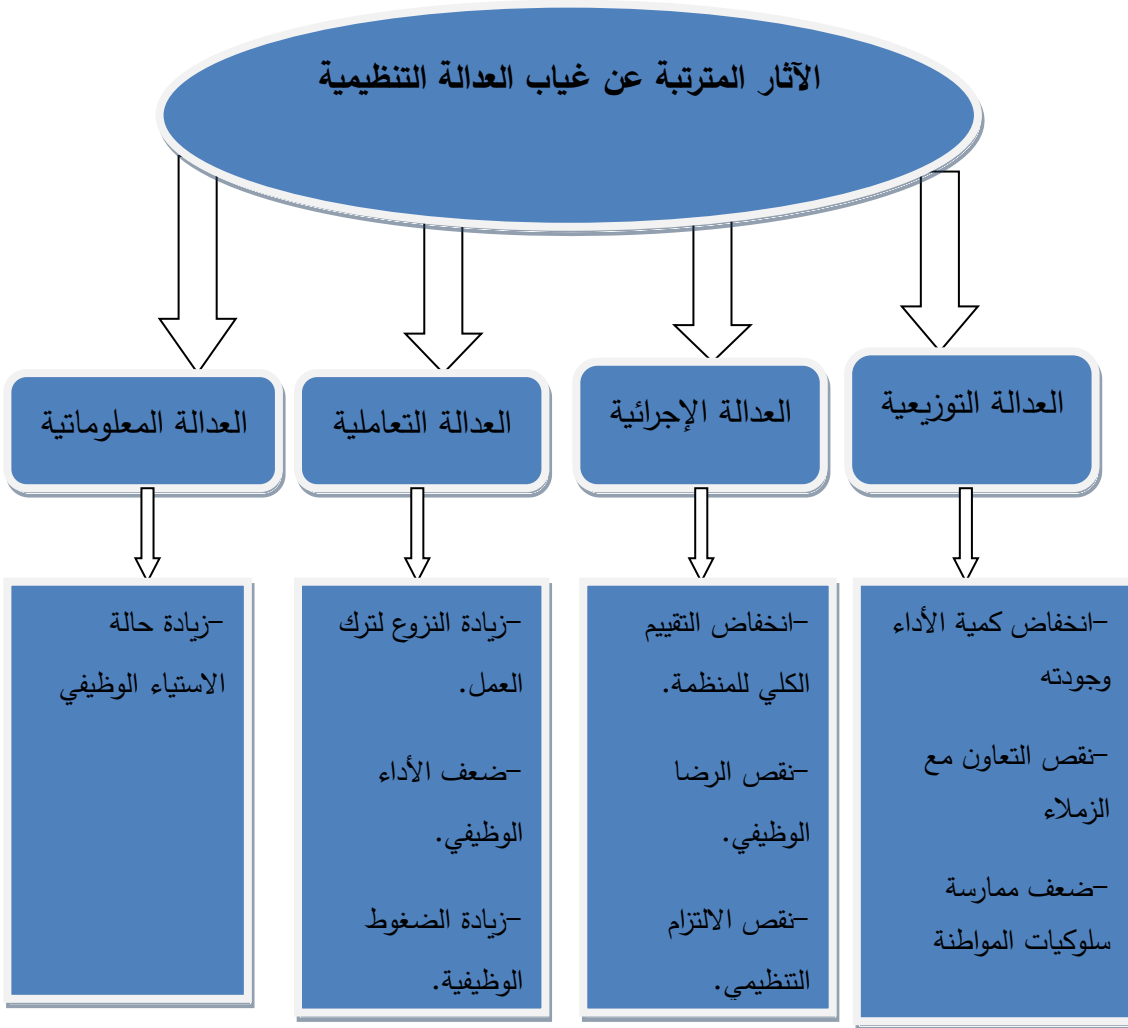 الآثار المترتبة عن غياب العدالة التنظيمية
العدالة التوزيعية
العدالة الإجرائية
العدالة التعاملية
العدالة المعلوماتية
-انخفاض كمية الأداء
وجودته
-نقص التعاون مع
الزملاء
-ضعف ممارسة
سلوكيات المواطنة
-انخفاض التقييم
الكلي للمنظمة.
-نقص الرضا
الوظيفي.
-نقص الالتزام
التنظيمي.
-زيادة النزوع لترك
العمل.
-ضعف الأداء
الوظيفي.
-زيادة الضغوط
الوظيفية.
-زيادة حالة
الاستياء الوظيفي